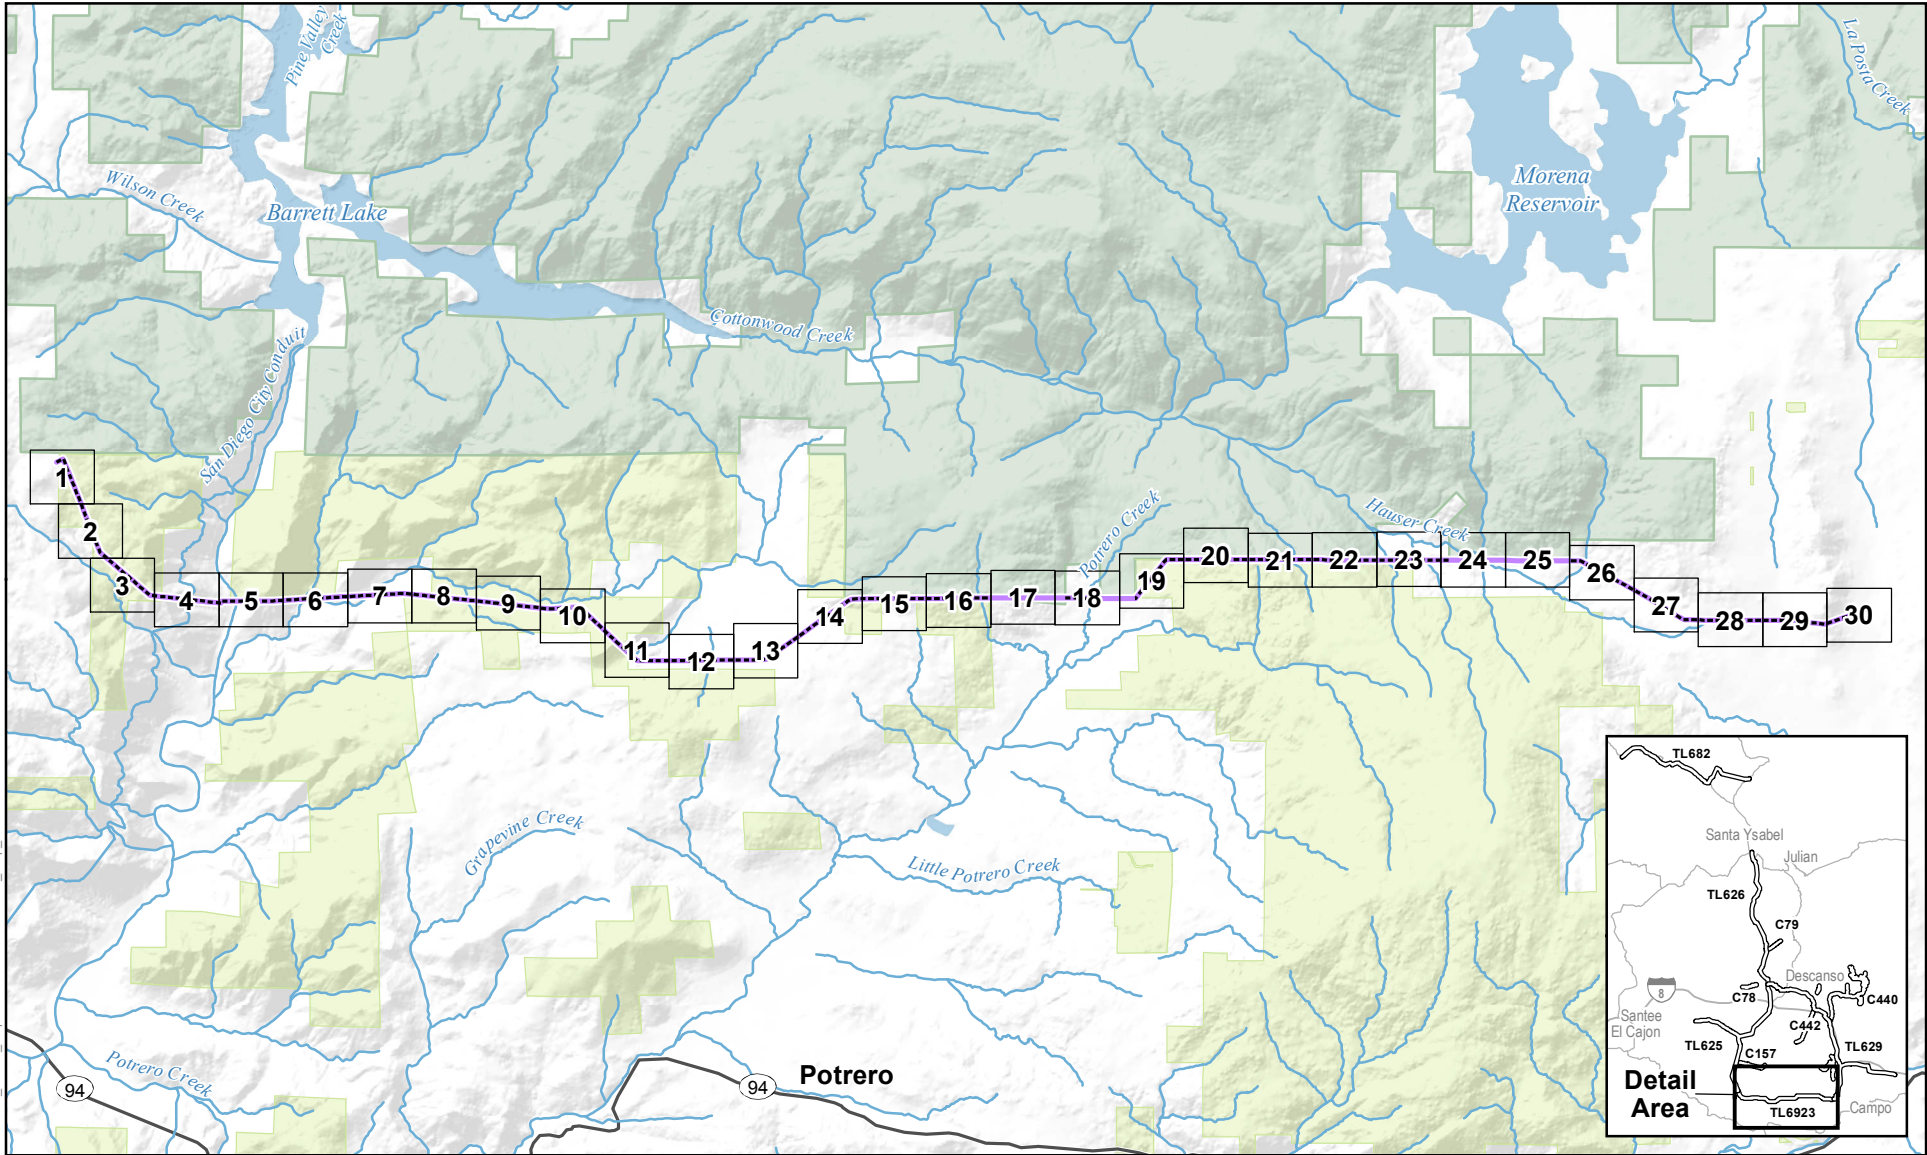 Pine Valley
Creek
La Posta Creek
Wilson Creek
Barrett Lake
Morena
Reservoir
Cottonwood Creek
San Diego City Conduit
Potrero Creek
Hauser Creek
1
2
3
4
5
6
7
8
9
10
11
12
13
14
15
16
17
18
19
20
21
22
23
24
25
26
27
28
29
30
Grapevine Creek
Little Potrero Creek
Potrero Creek
94
94
Potrero
TL682
Santa Ysabel
Julian
TL626
C79
Descanso
8
C78
C440
Santee
El Cajon
C442
TL625
C157
TL629
Detail
Area
TL6923
Campo